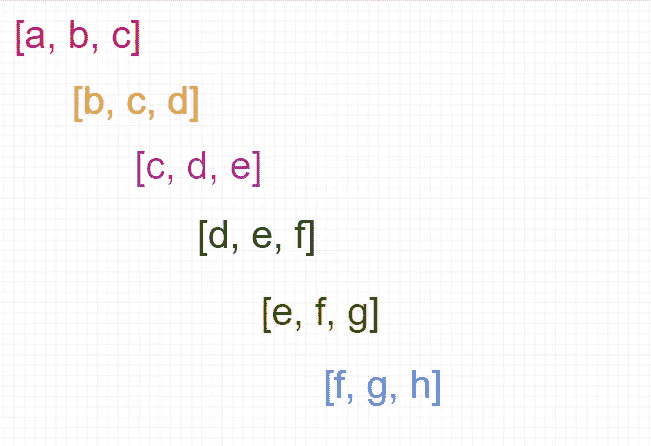 [a, b, c]
[b, c, d]
[c, d, e]
[d, e, f]
[e, f, g]
[f, g, h]